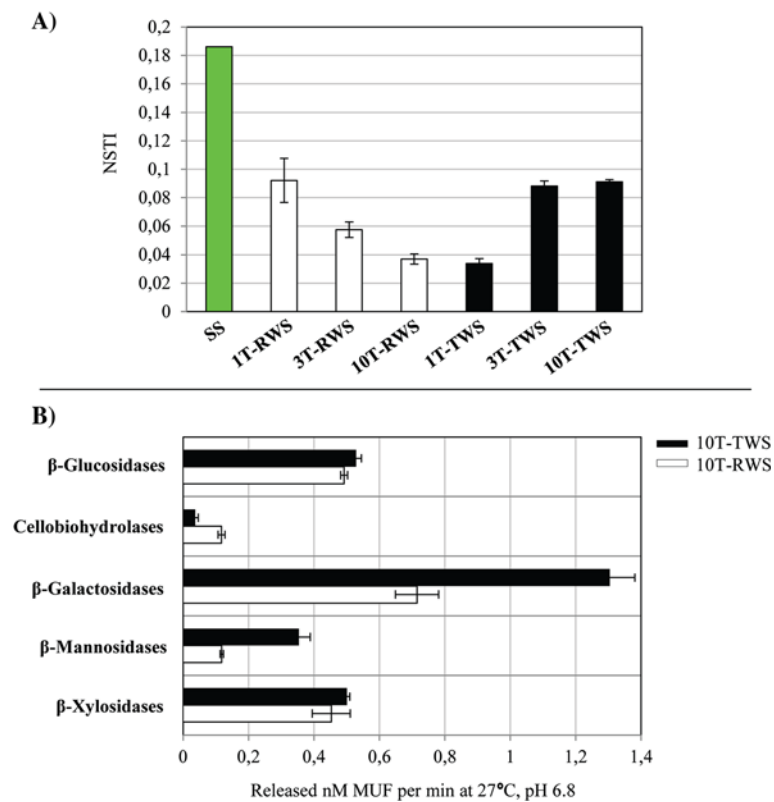 A)
NSTI
0,2
0,18
0,16
0,14
0,12
0,1
0,08
0,06
0,04
0,02
0
SS
1T-RWS
3T-RWS
10T-RWS
1T-TWS
3T-TWS
10T-TWS
B)
10T-TWS
10T-RWS
β-Glucosidases
Cellobiohydrolases
β-Galactosidases
β-Mannosidases
β-Xylosidases
0 0,2 0,4 0,6 0,8 1 1,2 1,4
Released nM MUF per min at 27°C, pH 6.8